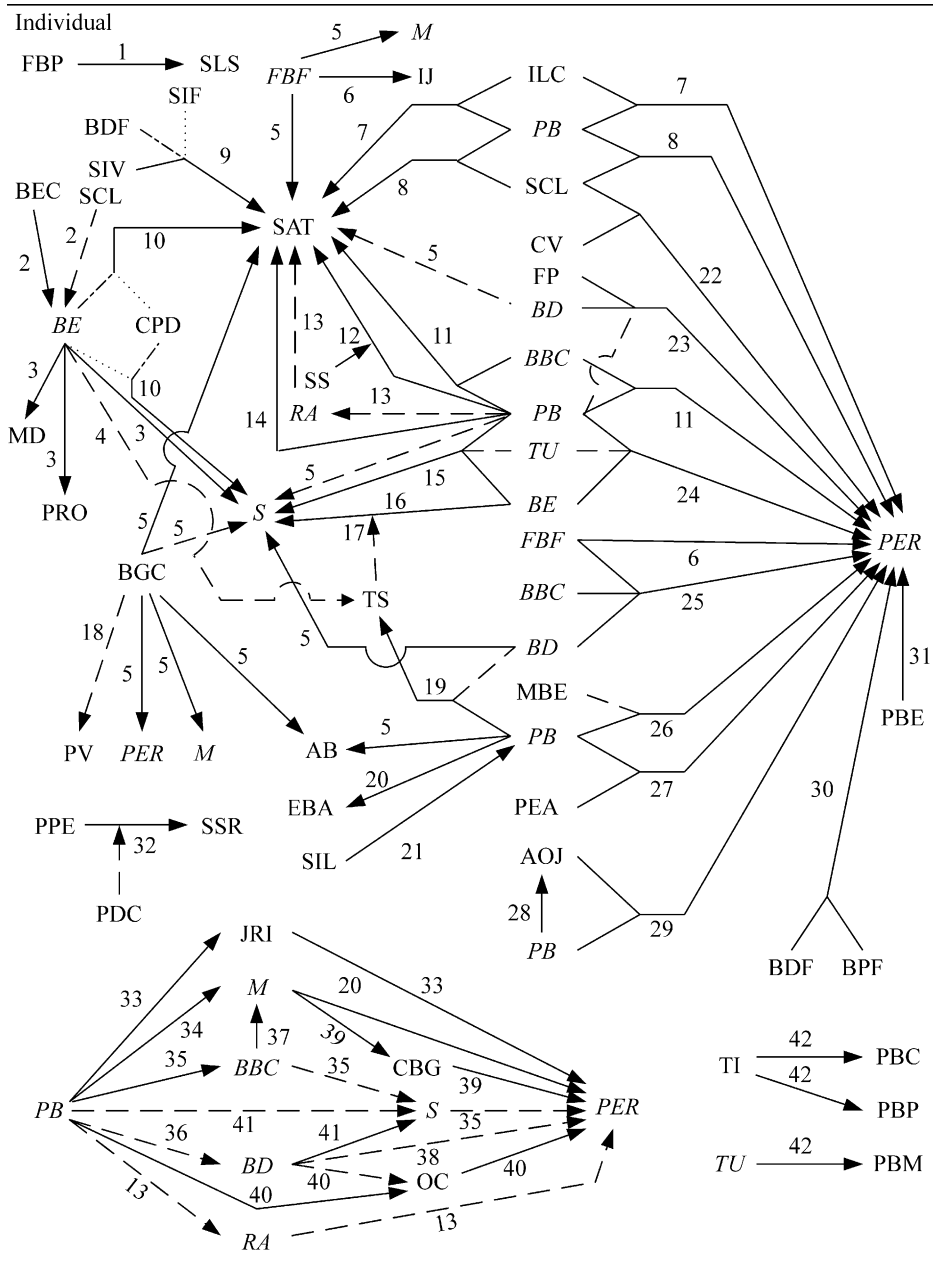 Individual
5 M
FBP 1 SLS FBF IJ ILC
6 7
SIF
BDF 5 7 PB 8
9
SIV 8 SCL
BEC SCL
2 2 10 SAT CV
5 FP 22
BE CPD 13 12 11 BD 23
3 SS BBC
10 RA 13 PB 11
MD 4 3 14 TU
3 5 15 24
PRO S 16 BE
5 5 17 FBF PER
6
BGC TS BBC 25
18 5 5 BD
5 5 19 MBE 31
26 PBE
PV PER M AB 5 PB
20 27 30
EBA PEA
PPE SSR
32 SIL 21 AOJ
PDC 28 29
PB
JRI BDF BPF
33 M 20 33
34 37 39 42
35 BBC 35 CBG TI PBC
39 42
PB S PER PBP
41 35
36 41 42
BD 38 TU PBM
13 40 40 OC 40
RA 13